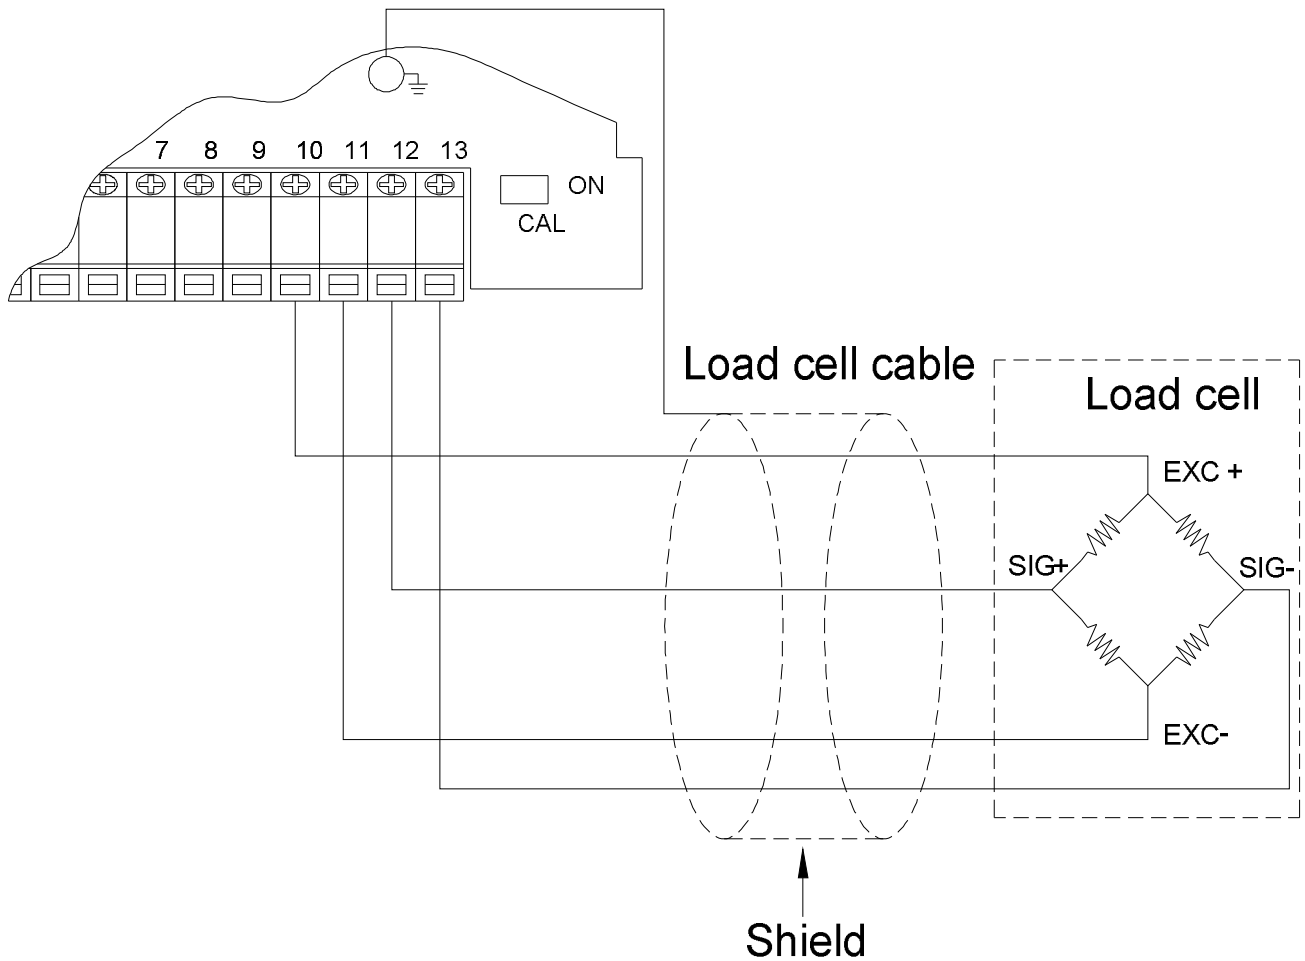 7 8 9 10 11 12 13
ON
CAL
Load cell cable
Load cell
EXC +
SIG+
SIG-
EXC-
Shield